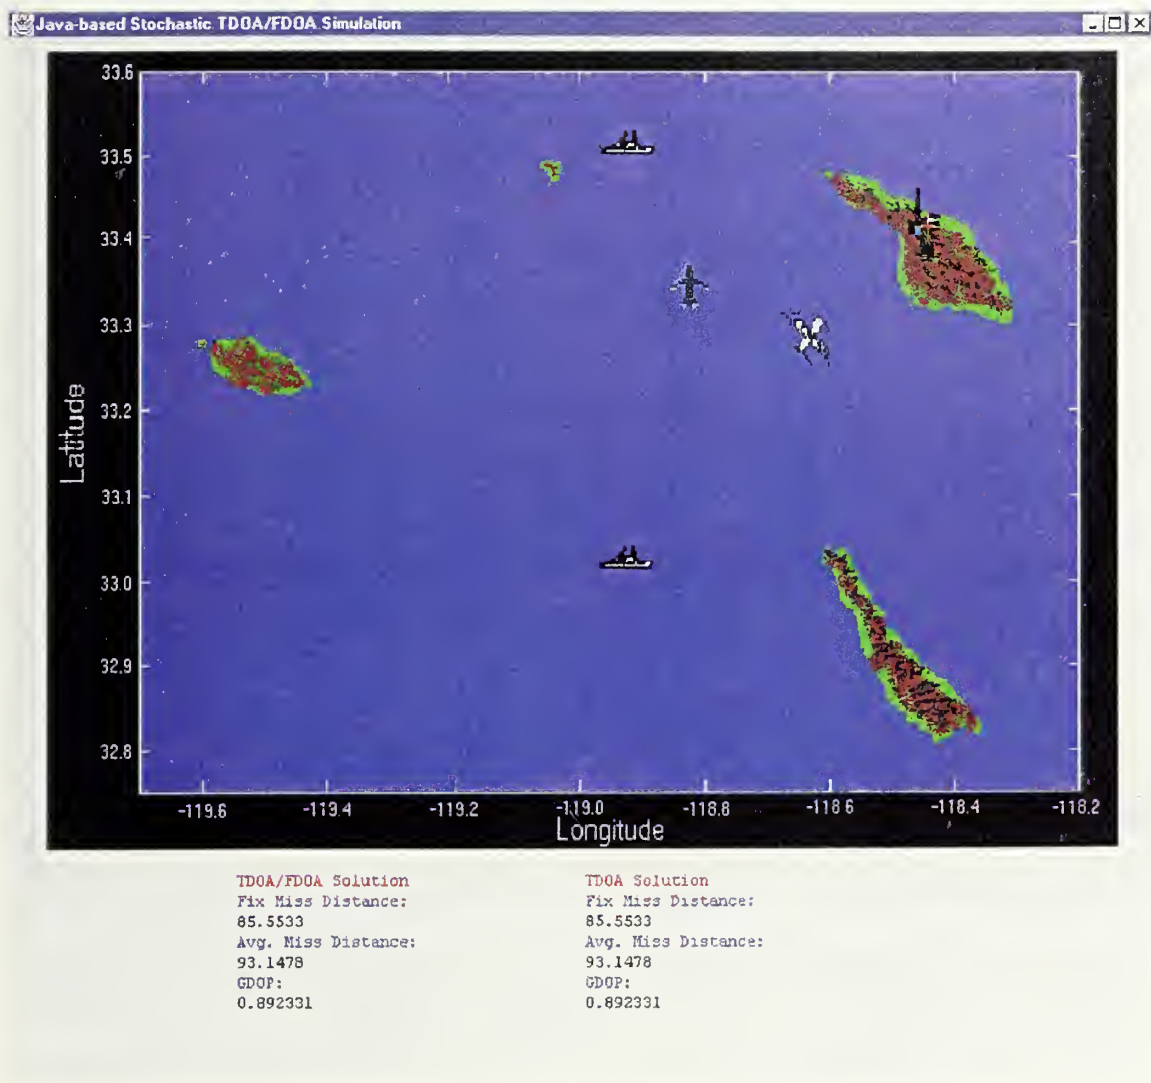 Java-based Stochastic TDOA/FDOA Simulation
33.6
33.5
33.4
33.3
33.2
33.1
33.0
32.9
32.8
Latitude
-119.6 -119.4 -119.2 -119.0 -118.8 -118.6 -118.4 -118.2
Longitude
TDOA/FDOA Solution
Fix Miss Distance:
85.5533
Avg. Miss Distance:
93.1478
GDOP:
0.892331
TDOA Solution
Fix Miss Distance:
85.5533
Avg. Miss Distance:
93.1478
GDOP:
0.892331